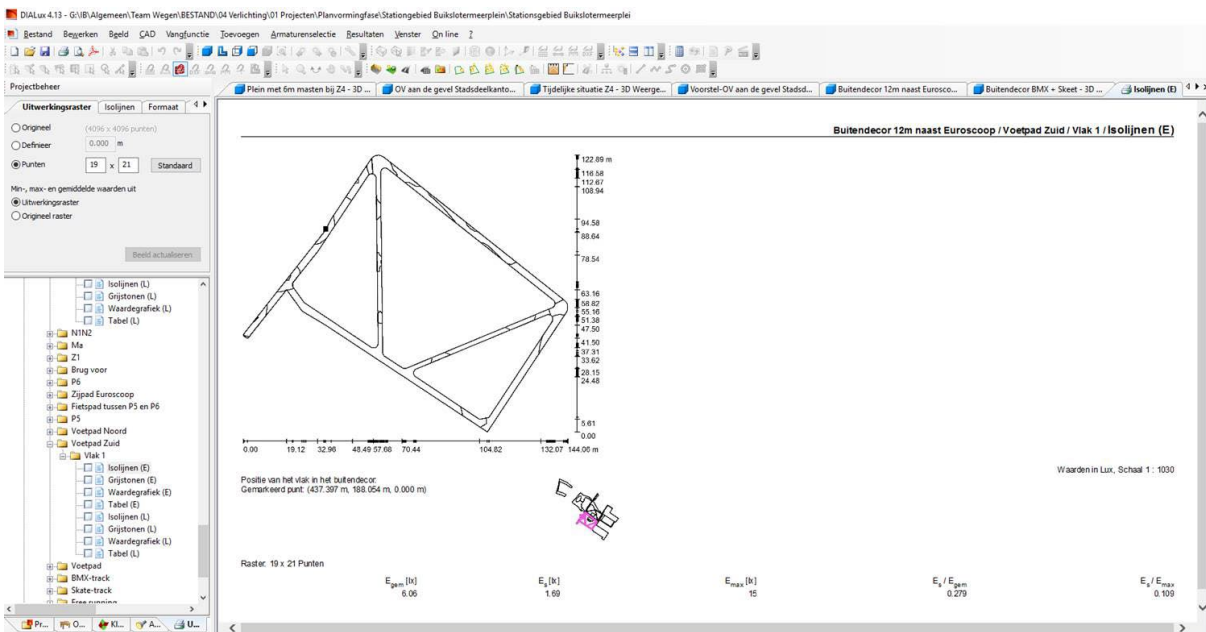 DIALux 4.13 - G:\IB\Algemeen\Team Wegen\BESTAND\04 Verlichting\01 Projecten\Planvormingfase\Stationgebied Buikslotermeerplein\Stationsgebied Buikslotermeerplei
Bestand Bewerken Beeld CAD Vangfunctie Toevoegen Armaturenselectie Resultaten Venster On line ?
Projectbeheer
Plein met 6m masten bij Z4 - 3D ... OV aan de gevel Stadsdeelkanto... Tijdelijke situatie Z4 - 3D Weerge... Voorstel-OV aan de gevel Stadsd... Buitendecor 12m naast Eurosco... Buitendecor BMX + Skeet - 3D ... Isolijnen (E)
Uitwerkingsraster Isolijnen Formaat
Origineel (4096 x 4096 punten)
Definieer 0.000 m
Punten 19 x 21 Standaard
Min-, max- en gemiddelde waarden uit
Uitwerkingsraster
Origineel raster
Beeld actualiseren
Isolijnen (L)
Grijstonen (L)
Waardegrafiek (L)
Tabel (L)
N1N2
Ma
Z1
Brug voor
P6
Zijpad Euroscoop
Fietspad tussen P5 en P6
P5
Voetpad Noord
Voetpad Zuid
Vlak 1
Isolijnen (E)
Grijstonen (E)
Waardegrafiek (E)
Tabel (E)
Isolijnen (L)
Grijstonen (L)
Waardegrafiek (L)
Tabel (L)
Voetpad
BMX-track
Skate-track
Free running
Pr... O... Kl... A... U...
Buitendecor 12m naast Euroscoop / Voetpad Zuid / Vlak 1 / Isolijnen (E)
122.89 m
116.58
112.67
108.94
94.58
88.64
78.54
63.16
58.82
55.16
51.38
47.50
41.50
37.31
33.62
28.15
24.48
5.61
0.00
0.00 19.12 32.96 48.49 57.68 70.44 104.82 132.07 144.06 m
Waarden in Lux, Schaal 1 : 1030
Positie van het vlak in het buitendecor:
Gemarkeerd punt: (437.397 m, 188.054 m, 0.000 m)
Raster: 19 x 21 Punten
Egem [lx] Es [lx] Emax [lx] Es / Egem Es / Emax
6.06 1.69 15 0.279 0.109